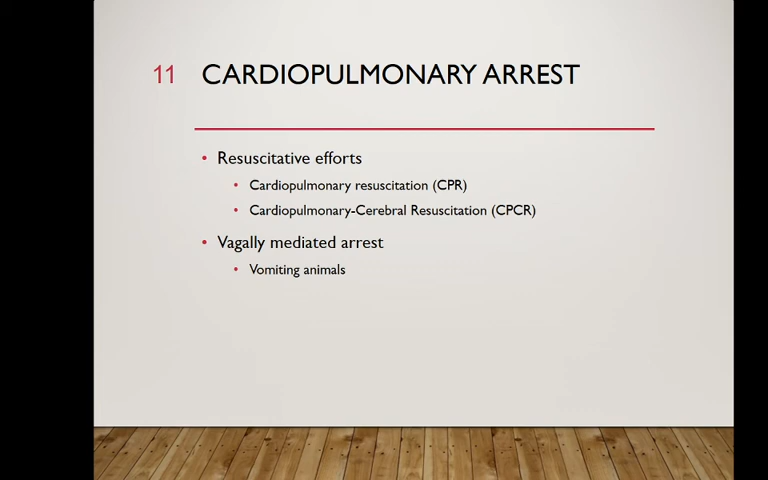 11 CARDIOPULMONARY ARREST
• Resuscitative efforts
• Cardiopulmonary resuscitation (CPR)
• Cardiopulmonary-Cerebral Resuscitation (CPCR)
• Vagally mediated arrest
• Vomiting animals